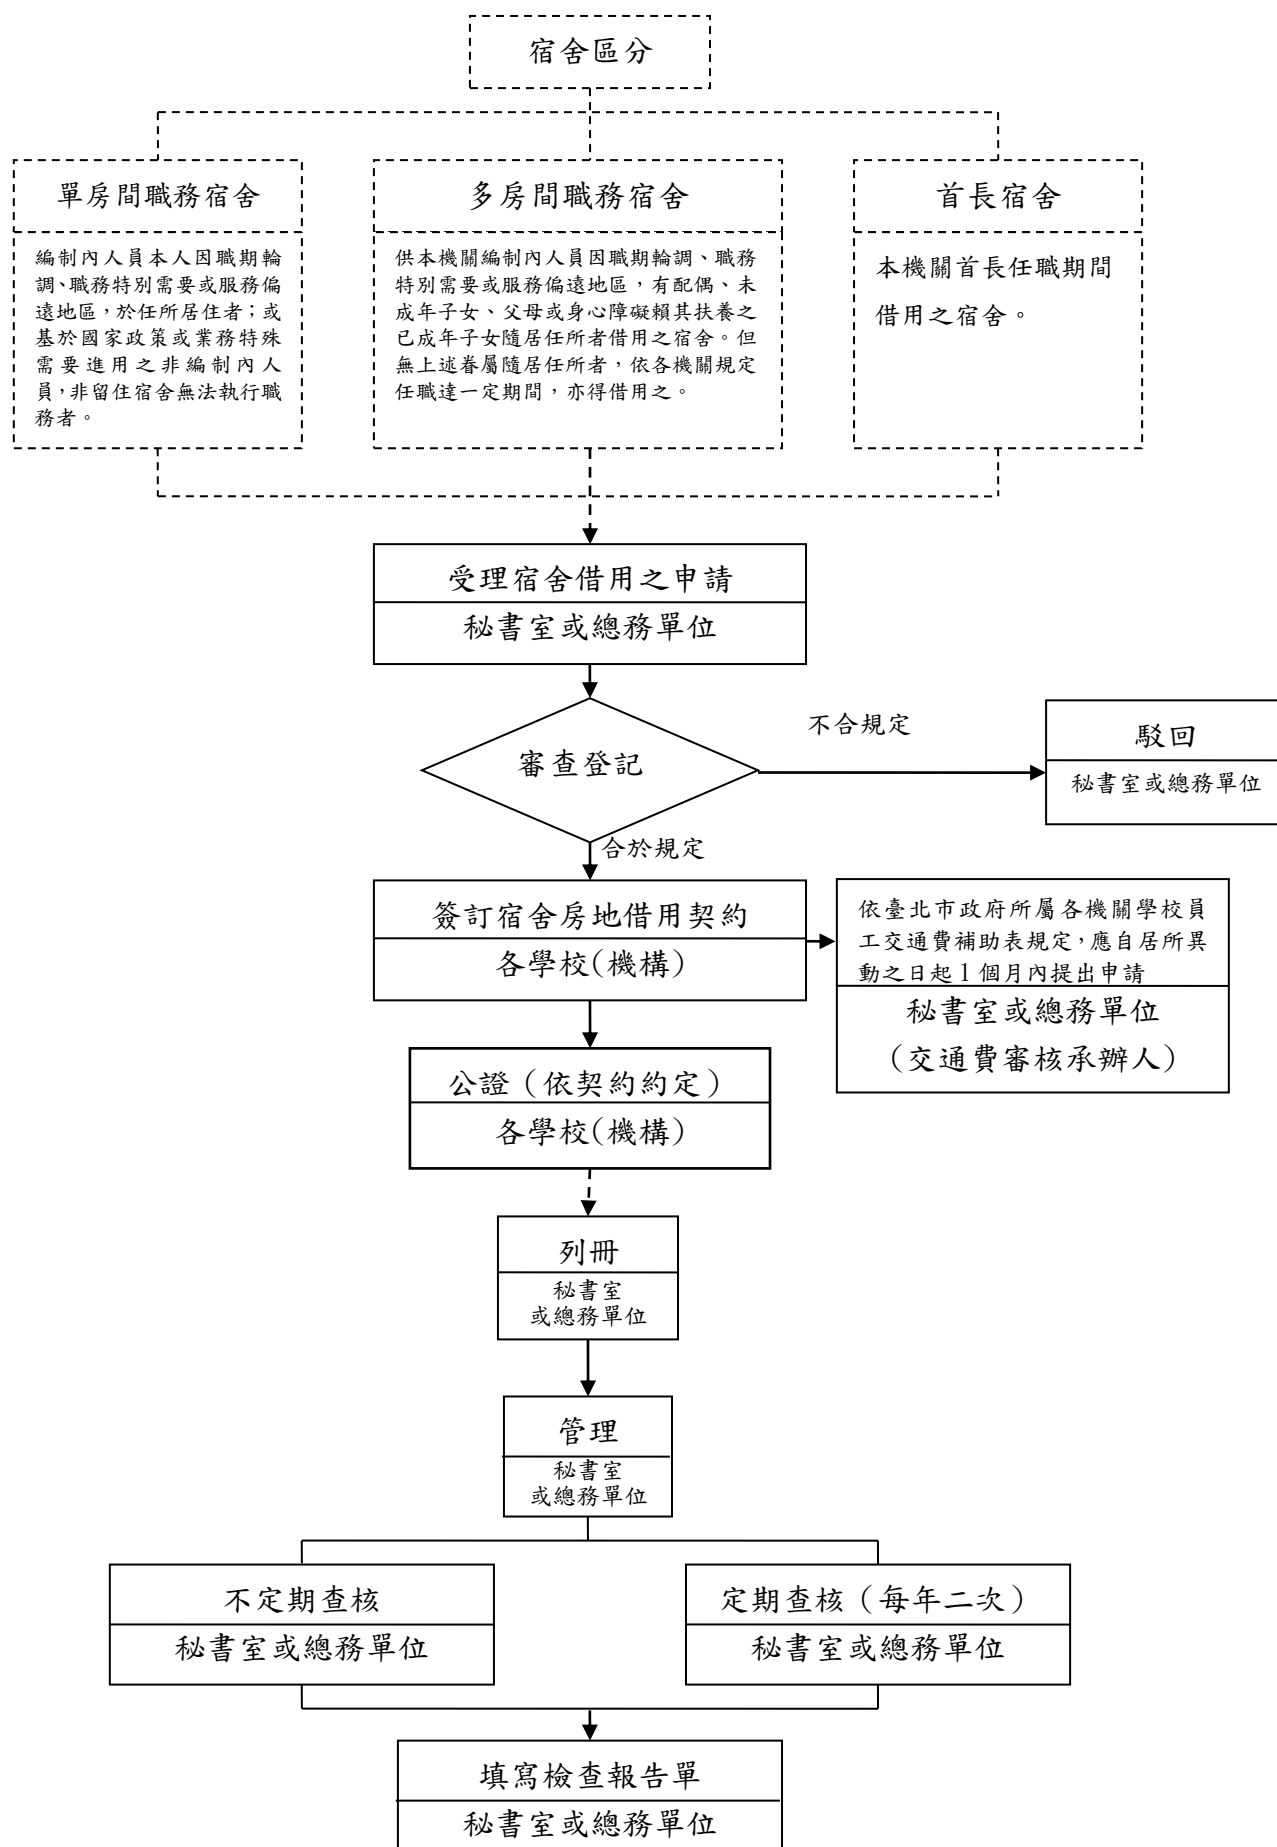 宿舍區分
單房間職務宿舍
編制內人員本人因職期輪
調、職務特別需要或服務偏
遠地區，於任所居住者；或
基於國家政策或業務特殊
需要進用之非編制內人
員，非留住宿舍無法執行職
務者。
多房間職務宿舍
供本機關編制內人員因職期輪調、職務
特別需要或服務偏遠地區，有配偶、未
成年子女、父母或身心障礙賴其扶養之
已成年子女隨居任所者借用之宿舍。但
無上述眷屬隨居任所者，依各機關規定
任職達一定期間，亦得借用之。
首長宿舍
本機關首長任職期間
借用之宿舍。
受理宿舍借用之申請
秘書室或總務單位
審查登記
不合規定
駁回
秘書室或總務單位
合於規定
簽訂宿舍房地借用契約
各學校(機構)
依臺北市政府所屬各機關學校員
工交通費補助表規定，應自居所異
動之日起1個月內提出申請
秘書室或總務單位
（交通費審核承辦人）
公證（依契約約定）
各學校(機構)
列冊
秘書室
或總務單位
管理
秘書室
或總務單位
不定期查核
秘書室或總務單位
定期查核（每年二次）
秘書室或總務單位
填寫檢查報告單
秘書室或總務單位